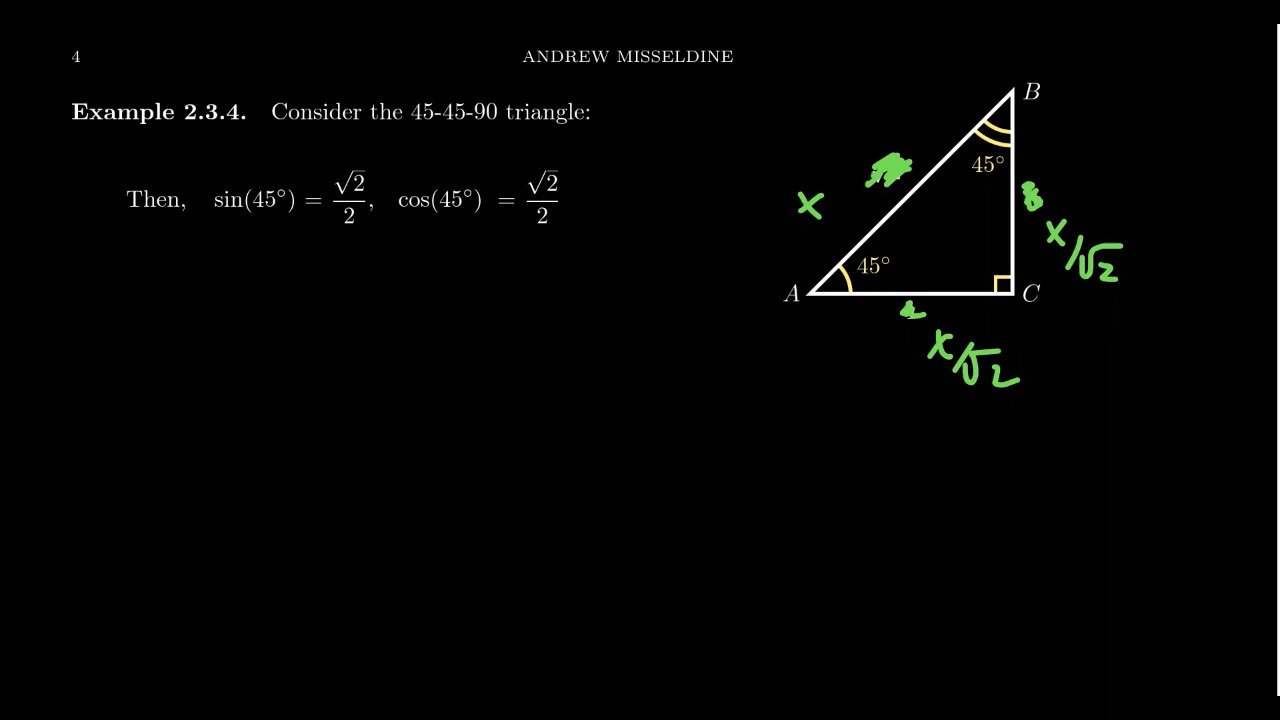 4 ANDREW MISSELDINE
Example 2.3.4. Consider the 45-45-90 triangle:
Then, sin(45°) = √2/2, cos(45°) = √2/2
B
45°
x
x/√2
45°
A
C
x/√2